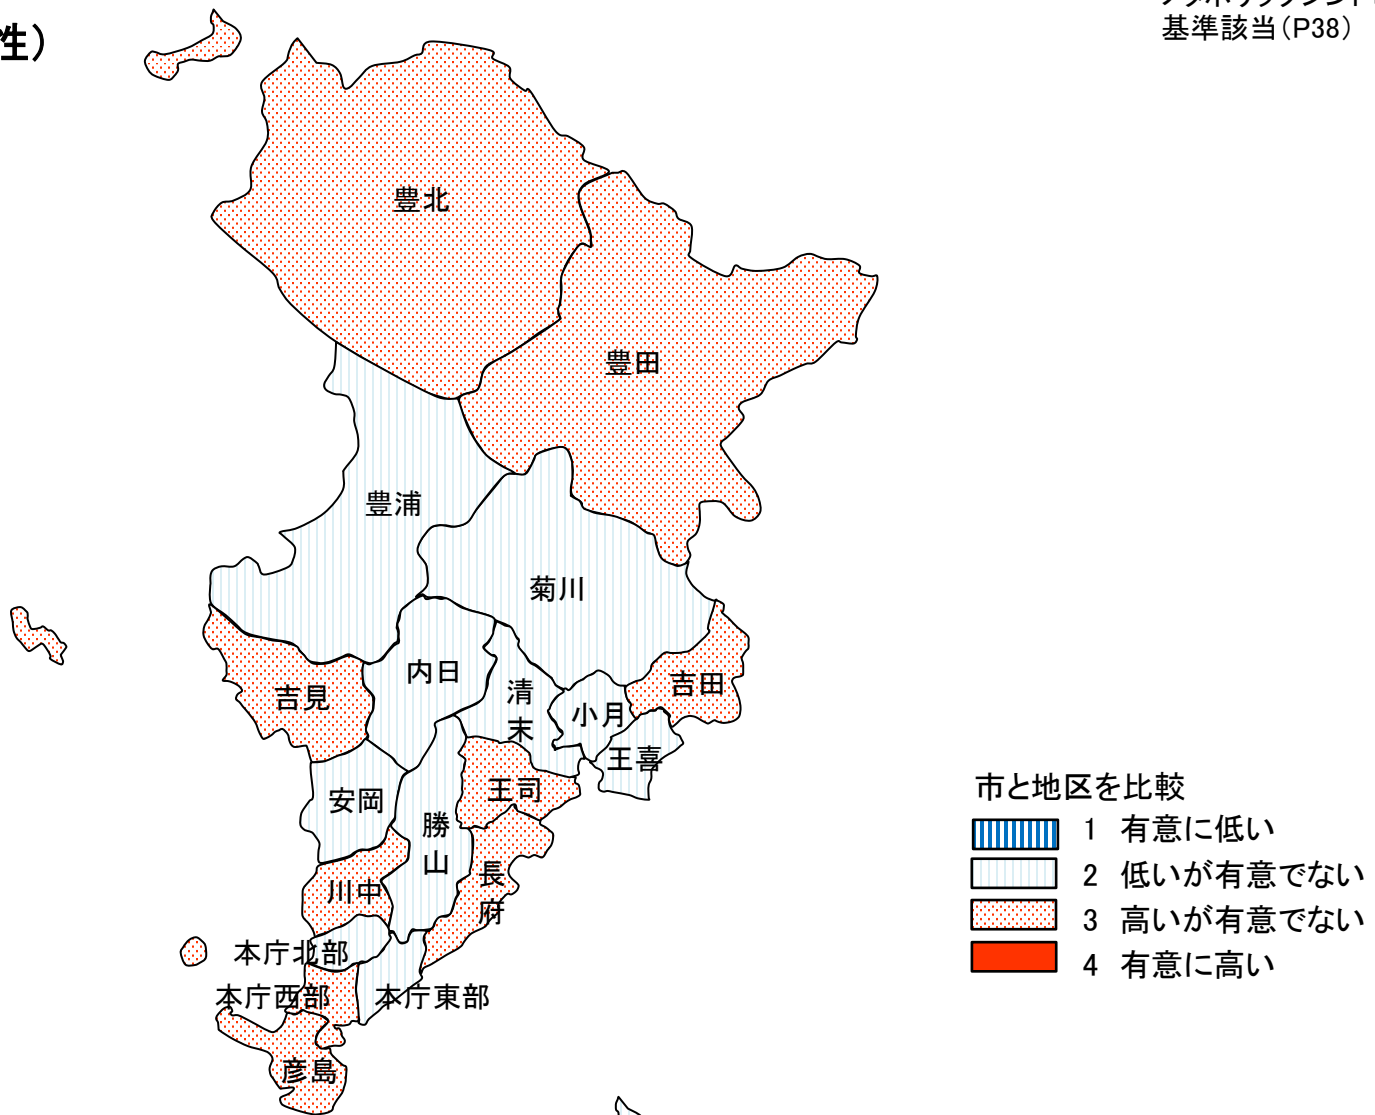 性)
基準該当(P38)
豊北
豊田
豊浦
菊川
内日
清末
小月
吉田
王喜
吉見
安岡
勝山
王司
長府
川中
本庁北部
本庁西部
本庁東部
彦島
市と地区を比較
1 有意に低い
2 低いが有意でない
3 高いが有意でない
4 有意に高い